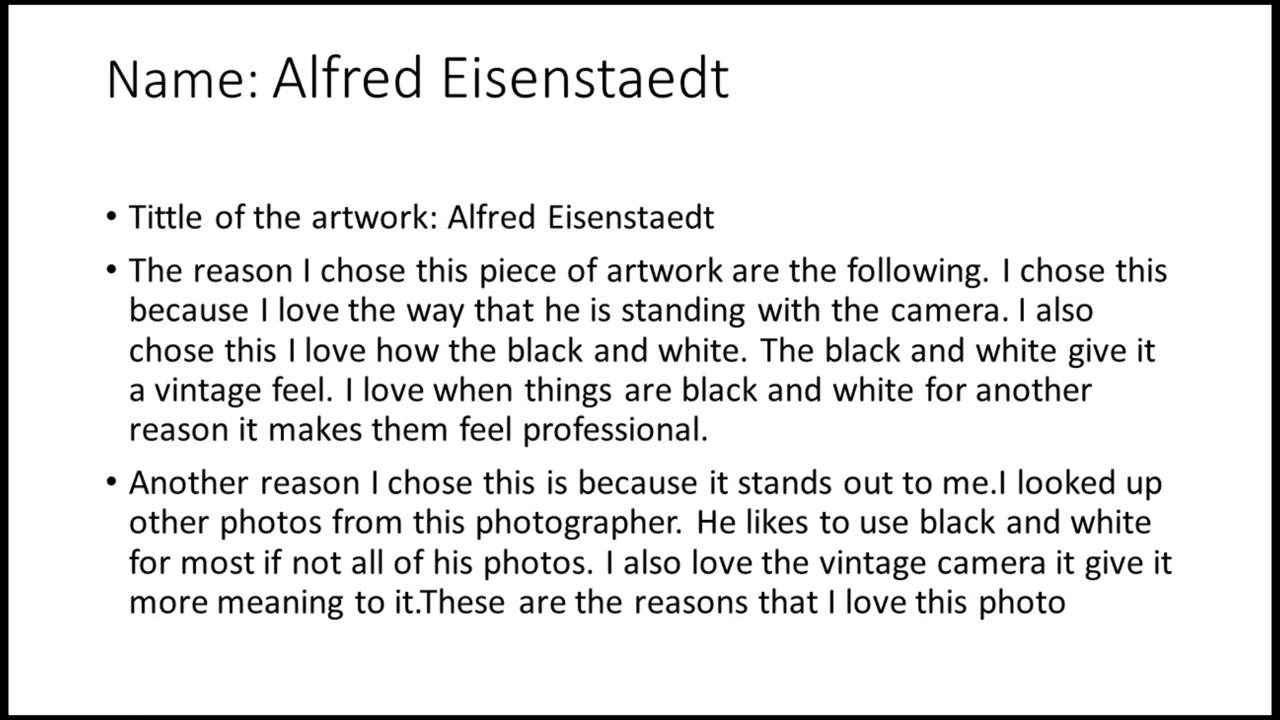 Name: Alfred Eisenstaedt
• Tittle of the artwork: Alfred Eisenstaedt
• The reason I chose this piece of artwork are the following. I chose this
because I love the way that he is standing with the camera. I also
chose this I love how the black and white. The black and white give it
a vintage feel. I love when things are black and white for another
reason it makes them feel professional.
• Another reason I chose this is because it stands out to me.I looked up
other photos from this photographer. He likes to use black and white
for most if not all of his photos. I also love the vintage camera it give it
more meaning to it.These are the reasons that I love this photo